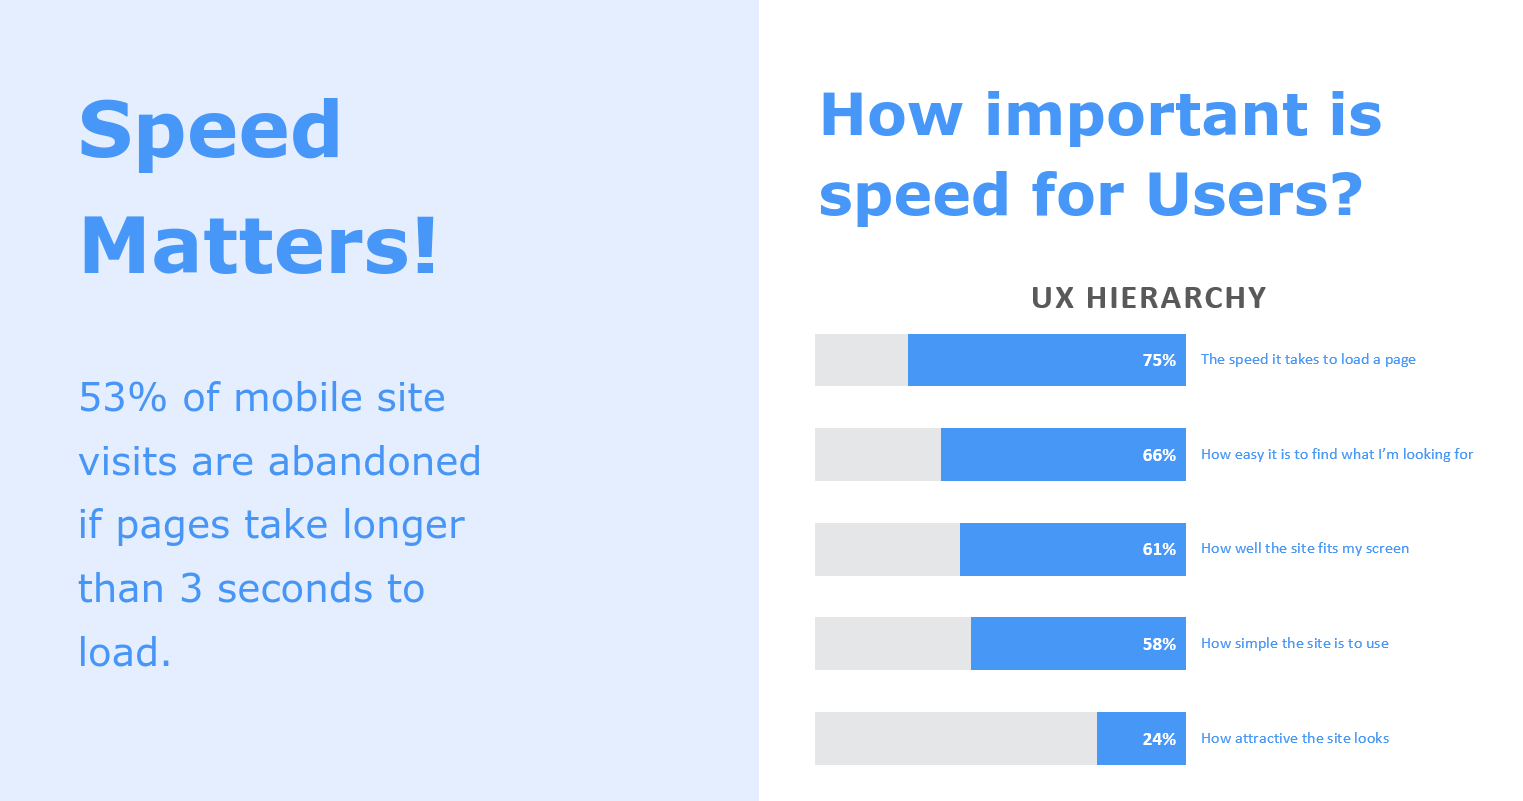 Speed
Matters!
53% of mobile site
visits are abandoned
if pages take longer
than 3 seconds to
load.
How important is
speed for Users?
UX HIERARCHY
75% The speed it takes to load a page
66% How easy it is to find what I’m looking for
61% How well the site fits my screen
58% How simple the site is to use
24% How attractive the site looks